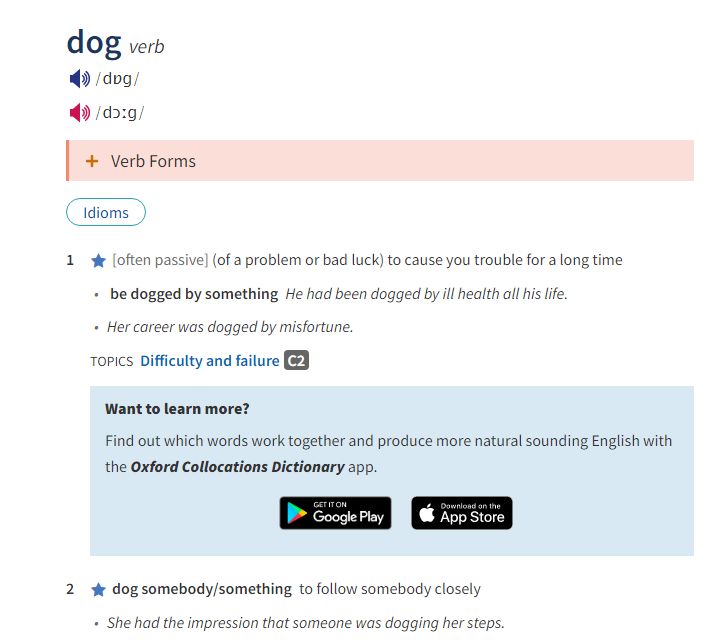 dog verb
/dɒɡ/
/dɔːɡ/
+ Verb Forms
Idioms
1 ★ [often passive] (of a problem or bad luck) to cause you trouble for a long time
• be dogged by something He had been dogged by ill health all his life.
• Her career was dogged by misfortune.
TOPICS Difficulty and failure C2
Want to learn more?
Find out which words work together and produce more natural sounding English with
the Oxford Collocations Dictionary app.
GET IT ON
Google Play
Download on the
App Store
2 ★ dog somebody/something to follow somebody closely
• She had the impression that someone was dogging her steps.